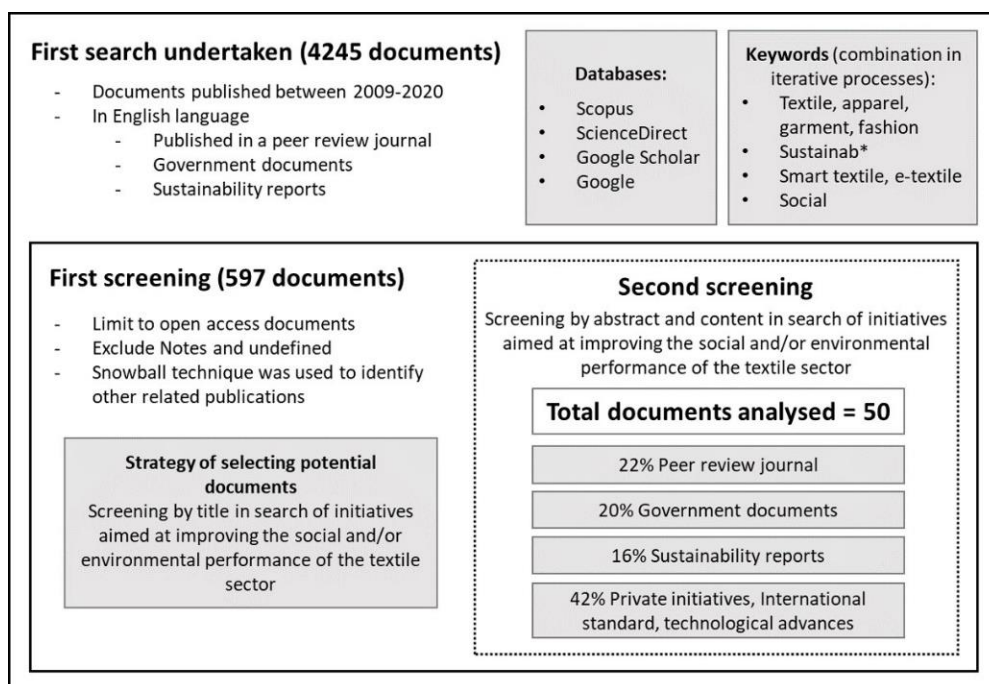 First search undertaken (4245 documents)
- Documents published between 2009-2020
- In English language
- Published in a peer review journal
- Government documents
- Sustainability reports
Databases:
• Scopus
• ScienceDirect
• Google Scholar
• Google
Keywords (combination in
iterative processes):
• Textile, apparel,
garment, fashion
• Sustainab*
• Smart textile, e-textile
• Social
First screening (597 documents)
- Limit to open access documents
- Exclude Notes and undefined
- Snowball technique was used to identify
other related publications
Strategy of selecting potential
documents
Screening by title in search of initiatives
aimed at improving the social and/or
environmental performance of the textile
sector
Second screening
Screening by abstract and content in search of initiatives
aimed at improving the social and/or environmental
performance of the textile sector
Total documents analysed = 50
22% Peer review journal
20% Government documents
16% Sustainability reports
42% Private initiatives, International
standard, technological advances